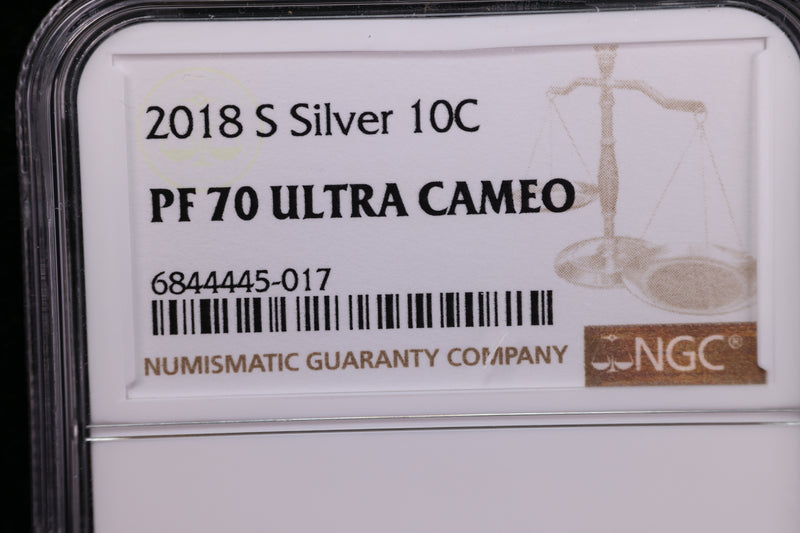 2018 S Silver 10C
PF 70 ULTRA CAMEO
6844445-017
NUMISMATIC GUARANTY COMPANY
NGC®